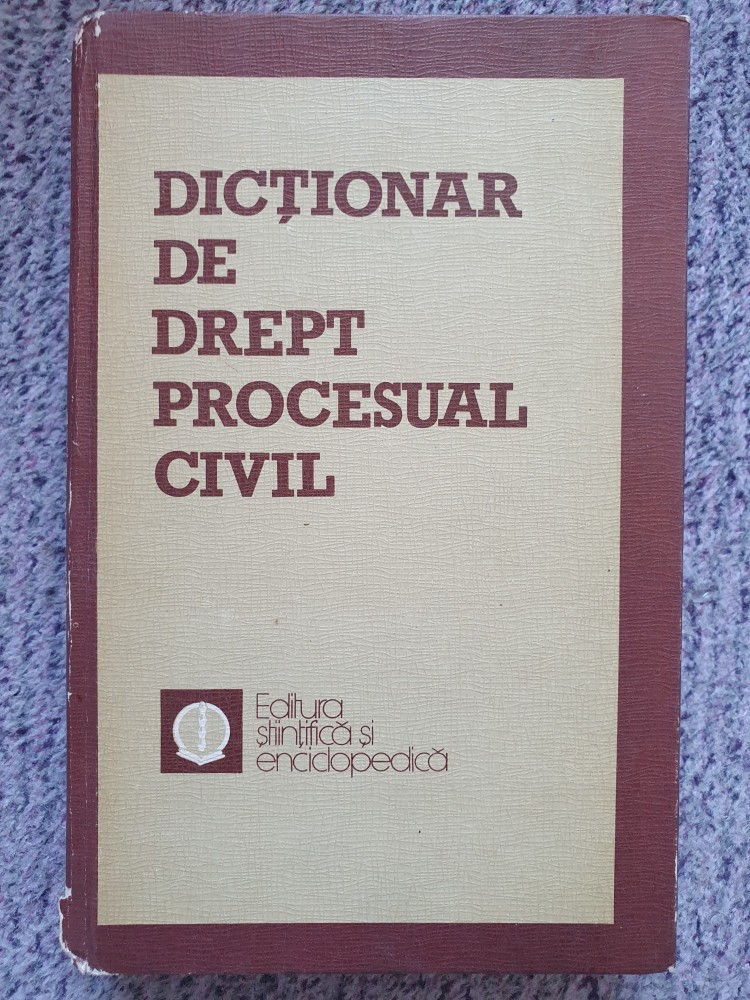 DICȚIONAR
DE
DREPT
PROCESUAL
CIVIL
Editura
științifică și
enciclopedică